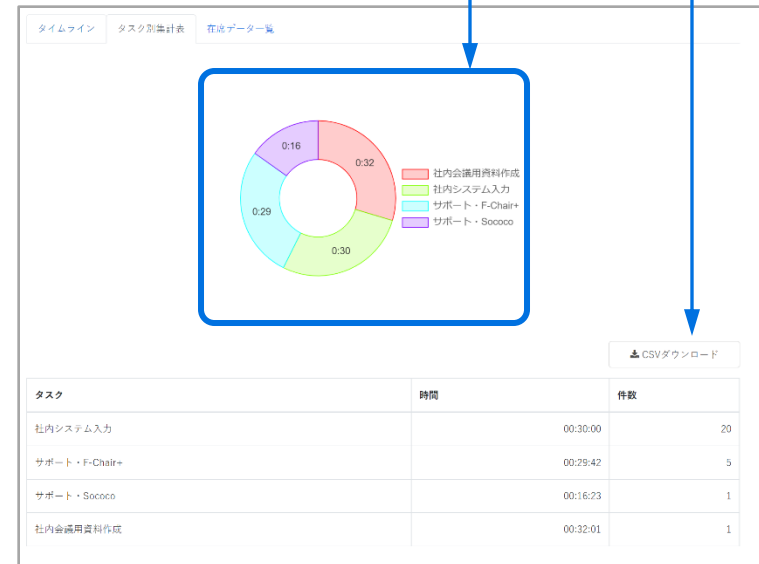 タイムライン タスク別集計表 在席データ一覧
0:16
0:32
0:29
0:30
社内会議用資料作成
社内システム入力
サポート・F-Chair+
サポート・Sococo
CSVダウンロード
タスク 時間 件数
社内システム入力 00:30:00 20
サポート・F-Chair+ 00:29:42 5
サポート・Sococo 00:16:23 1
社内会議用資料作成 00:32:01 1